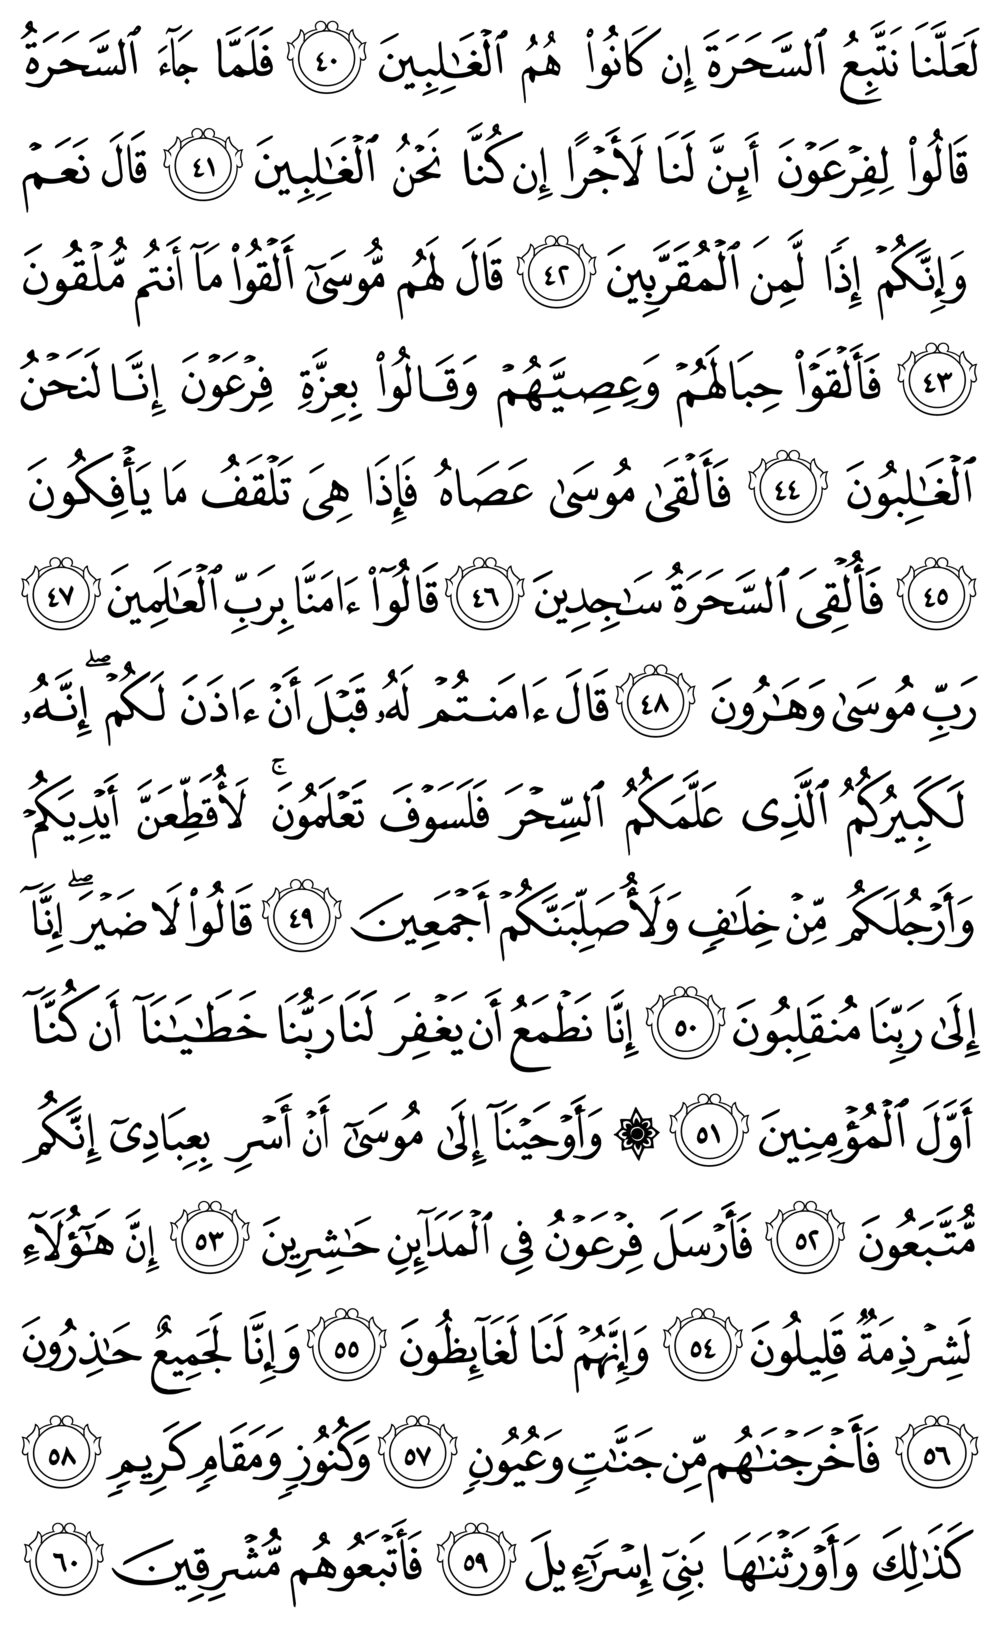 لَعَلَّنَا نَتَّبِعُ ٱلسَّحَرَةَ إِن كَانُواْ هُمُ ٱلۡغَٰلِبِينَ ٤٠ فَلَمَّا جَآءَ ٱلسَّحَرَةُ
قَالُواْ لِفِرۡعَوۡنَ أَئِنَّ لَنَا لَأَجۡرًا إِن كُنَّا نَحۡنُ ٱلۡغَٰلِبِينَ ٤١ قَالَ نَعَمۡ
وَإِنَّكُمۡ إِذٗا لَّمِنَ ٱلۡمُقَرَّبِينَ ٤٢ قَالَ لَهُم مُّوسَىٰٓ أَلۡقُواْ مَآ أَنتُم مُّلۡقُونَ
٤٣ فَأَلۡقَوۡاْ حِبَالَهُمۡ وَعِصِيَّهُمۡ وَقَالُواْ بِعِزَّةِ فِرۡعَوۡنَ إِنَّا لَنَحۡنُ
ٱلۡغَٰلِبُونَ ٤٤ فَأَلۡقَىٰ مُوسَىٰ عَصَاهُ فَإِذَا هِيَ تَلۡقَفُ مَا يَأۡفِكُونَ
٤٥ فَأُلۡقِيَ ٱلسَّحَرَةُ سَٰجِدِينَ ٤٦ قَالُوٓاْ ءَامَنَّا بِرَبِّ ٱلۡعَٰلَمِينَ ٤٧
رَبِّ مُوسَىٰ وَهَٰرُونَ ٤٨ قَالَ ءَامَنتُمۡ لَهُۥ قَبۡلَ أَنۡ ءَاذَنَ لَكُمۡۖ إِنَّهُۥ
لَكَبِيرُكُمُ ٱلَّذِي عَلَّمَكُمُ ٱلسِّحۡرَ فَلَسَوۡفَ تَعۡلَمُونَۚ لَأُقَطِّعَنَّ أَيۡدِيَكُمۡ
وَأَرۡجُلَكُم مِّنۡ خِلَٰفٖ وَلَأُصَلِّبَنَّكُمۡ أَجۡمَعِينَ ٤٩ قَالُواْ لَا ضَيۡرَۖ إِنَّآ
إِلَىٰ رَبِّنَا مُنقَلِبُونَ ٥٠ إِنَّا نَطۡمَعُ أَن يَغۡفِرَ لَنَا رَبُّنَا خَطَٰيَٰنَآ أَن كُنَّآ
أَوَّلَ ٱلۡمُؤۡمِنِينَ ٥١ ۞ وَأَوۡحَيۡنَآ إِلَىٰ مُوسَىٰٓ أَنۡ أَسۡرِ بِعِبَادِيٓ إِنَّكُم
مُّتَّبَعُونَ ٥٢ فَأَرۡسَلَ فِرۡعَوۡنُ فِي ٱلۡمَدَآئِنِ حَٰشِرِينَ ٥٣ إِنَّ هَٰٓؤُلَآءِ
لَشِرۡذِمَةٞ قَلِيلُونَ ٥٤ وَإِنَّهُمۡ لَنَا لَغَآئِظُونَ ٥٥ وَإِنَّا لَجَمِيعٌ حَٰذِرُونَ
٥٦ فَأَخۡرَجۡنَٰهُم مِّن جَنَّٰتٖ وَعُيُونٖ ٥٧ وَكُنُوزٖ وَمَقَامٖ كَرِيمٖ ٥٨
كَذَٰلِكَ وَأَوۡرَثۡنَٰهَا بَنِيٓ إِسۡرَٰٓءِيلَ ٥٩ فَأَتۡبَعُوهُم مُّشۡرِقِينَ ٦٠